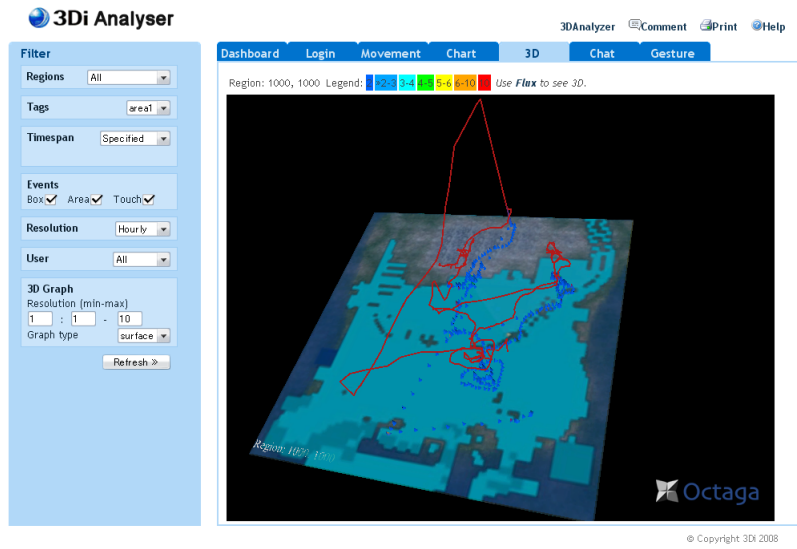 3Di Analyser
3DAnalyzer Comment Print Help
Filter
Dashboard Login Movement Chart 3D Chat Gesture
Regions All
Region: 1000, 1000 Legend: 3-4 4-5 5-6 6-10 Use Flux to see 3D.
Tags area1
Timespan Specified
Events
Box Area Touch
Resolution Hourly
User All
3D Graph
Resolution (min-max)
1 : 1 - 10
Graph type surface
Refresh »
Region: 1000, 1000
Octaga
© Copyright 3Di 2008